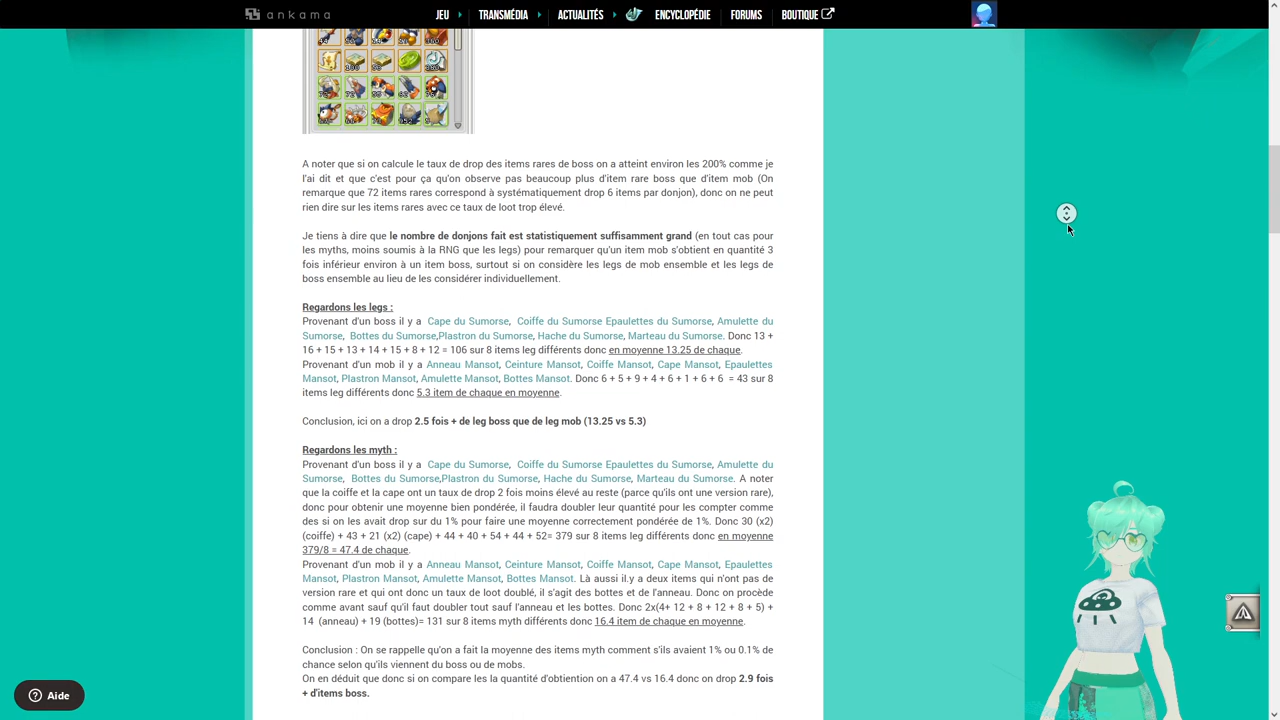 ankama
JEU TRANSMÉDIA ACTUALITÉS ENCYCLOPÉDIE FORUMS BOUTIQUE
A noter que si on calcule le taux de drop des items rares de boss on a atteint environ les 200% comme je
l'ai dit et que c'est pour ça qu'on observe pas beaucoup plus d'item rare boss que d'item mob (On
remarque que 72 items rares correspond à systématiquement drop 6 items par donjon), donc on ne peut
rien dire sur les items rares avec ce taux de loot trop élevé.
Je tiens à dire que le nombre de donjons fait est statistiquement suffisamment grand (en tout cas pour
les myths, moins soumis à la RNG que les legs) pour remarquer qu'un item mob s'obtient en quantité 3
fois inférieur environ à un item boss, surtout si on considère les legs de mob ensemble et les legs de
boss ensemble au lieu de les considérer individuellement.
Regardons les legs :
Provenant d'un boss il y a Cape du Sumorse, Coiffe du Sumorse Epaulettes du Sumorse, Amulette du
Sumorse, Bottes du Sumorse,Plastron du Sumorse, Hache du Sumorse, Marteau du Sumorse. Donc 13 +
16 + 15 + 13 + 14 + 15 + 8 + 12 = 106 sur 8 items leg différents donc en moyenne 13.25 de chaque.
Provenant d'un mob il y a Anneau Mansot, Ceinture Mansot, Coiffe Mansot, Cape Mansot, Epaulettes
Mansot, Plastron Mansot, Amulette Mansot, Bottes Mansot. Donc 6 + 5 + 9 + 4 + 6 + 1 + 6 + 6 = 43 sur 8
items leg différents donc 5.3 item de chaque en moyenne.
Conclusion, ici on a drop 2.5 fois + de leg boss que de leg mob (13.25 vs 5.3)
Regardons les myth :
Provenant d'un boss il y a Cape du Sumorse, Coiffe du Sumorse Epaulettes du Sumorse, Amulette du
Sumorse, Bottes du Sumorse,Plastron du Sumorse, Hache du Sumorse, Marteau du Sumorse. A noter
que la coiffe et la cape ont un taux de drop 2 fois moins élevé au reste (parce qu'ils ont une version rare),
donc pour obtenir une moyenne bien pondérée, il faudra doubler leur quantité pour les compter comme
des si on les avait drop sur du 1% pour faire une moyenne correctement pondérée de 1%. Donc 30 (x2)
(coiffe) + 43 + 21 (x2) (cape) + 44 + 40 + 54 + 44 + 52= 379 sur 8 items leg différents donc en moyenne
379/8 = 47.4 de chaque.
Provenant d'un mob il y a Anneau Mansot, Ceinture Mansot, Coiffe Mansot, Cape Mansot, Epaulettes
Mansot, Plastron Mansot, Amulette Mansot, Bottes Mansot. Là aussi il.y a deux items qui n'ont pas de
version rare et qui ont donc un taux de loot doublé, il s'agit des bottes et de l'anneau. Donc on procède
comme avant sauf qu'il faut doubler tout sauf l'anneau et les bottes. Donc 2x(4+ 12 + 8 + 12 + 8 + 5) +
14 (anneau) + 19 (bottes)= 131 sur 8 items myth différents donc 16.4 item de chaque en moyenne.
Conclusion : On se rappelle qu'on a fait la moyenne des items myth comment s'ils avaient 1% ou 0.1% de
chance selon qu'ils viennent du boss ou de mobs.
On en déduit que donc si on compare les la quantité d'obtiention on a 47.4 vs 16.4 donc on drop 2.9 fois
+ d'items boss.
Aide